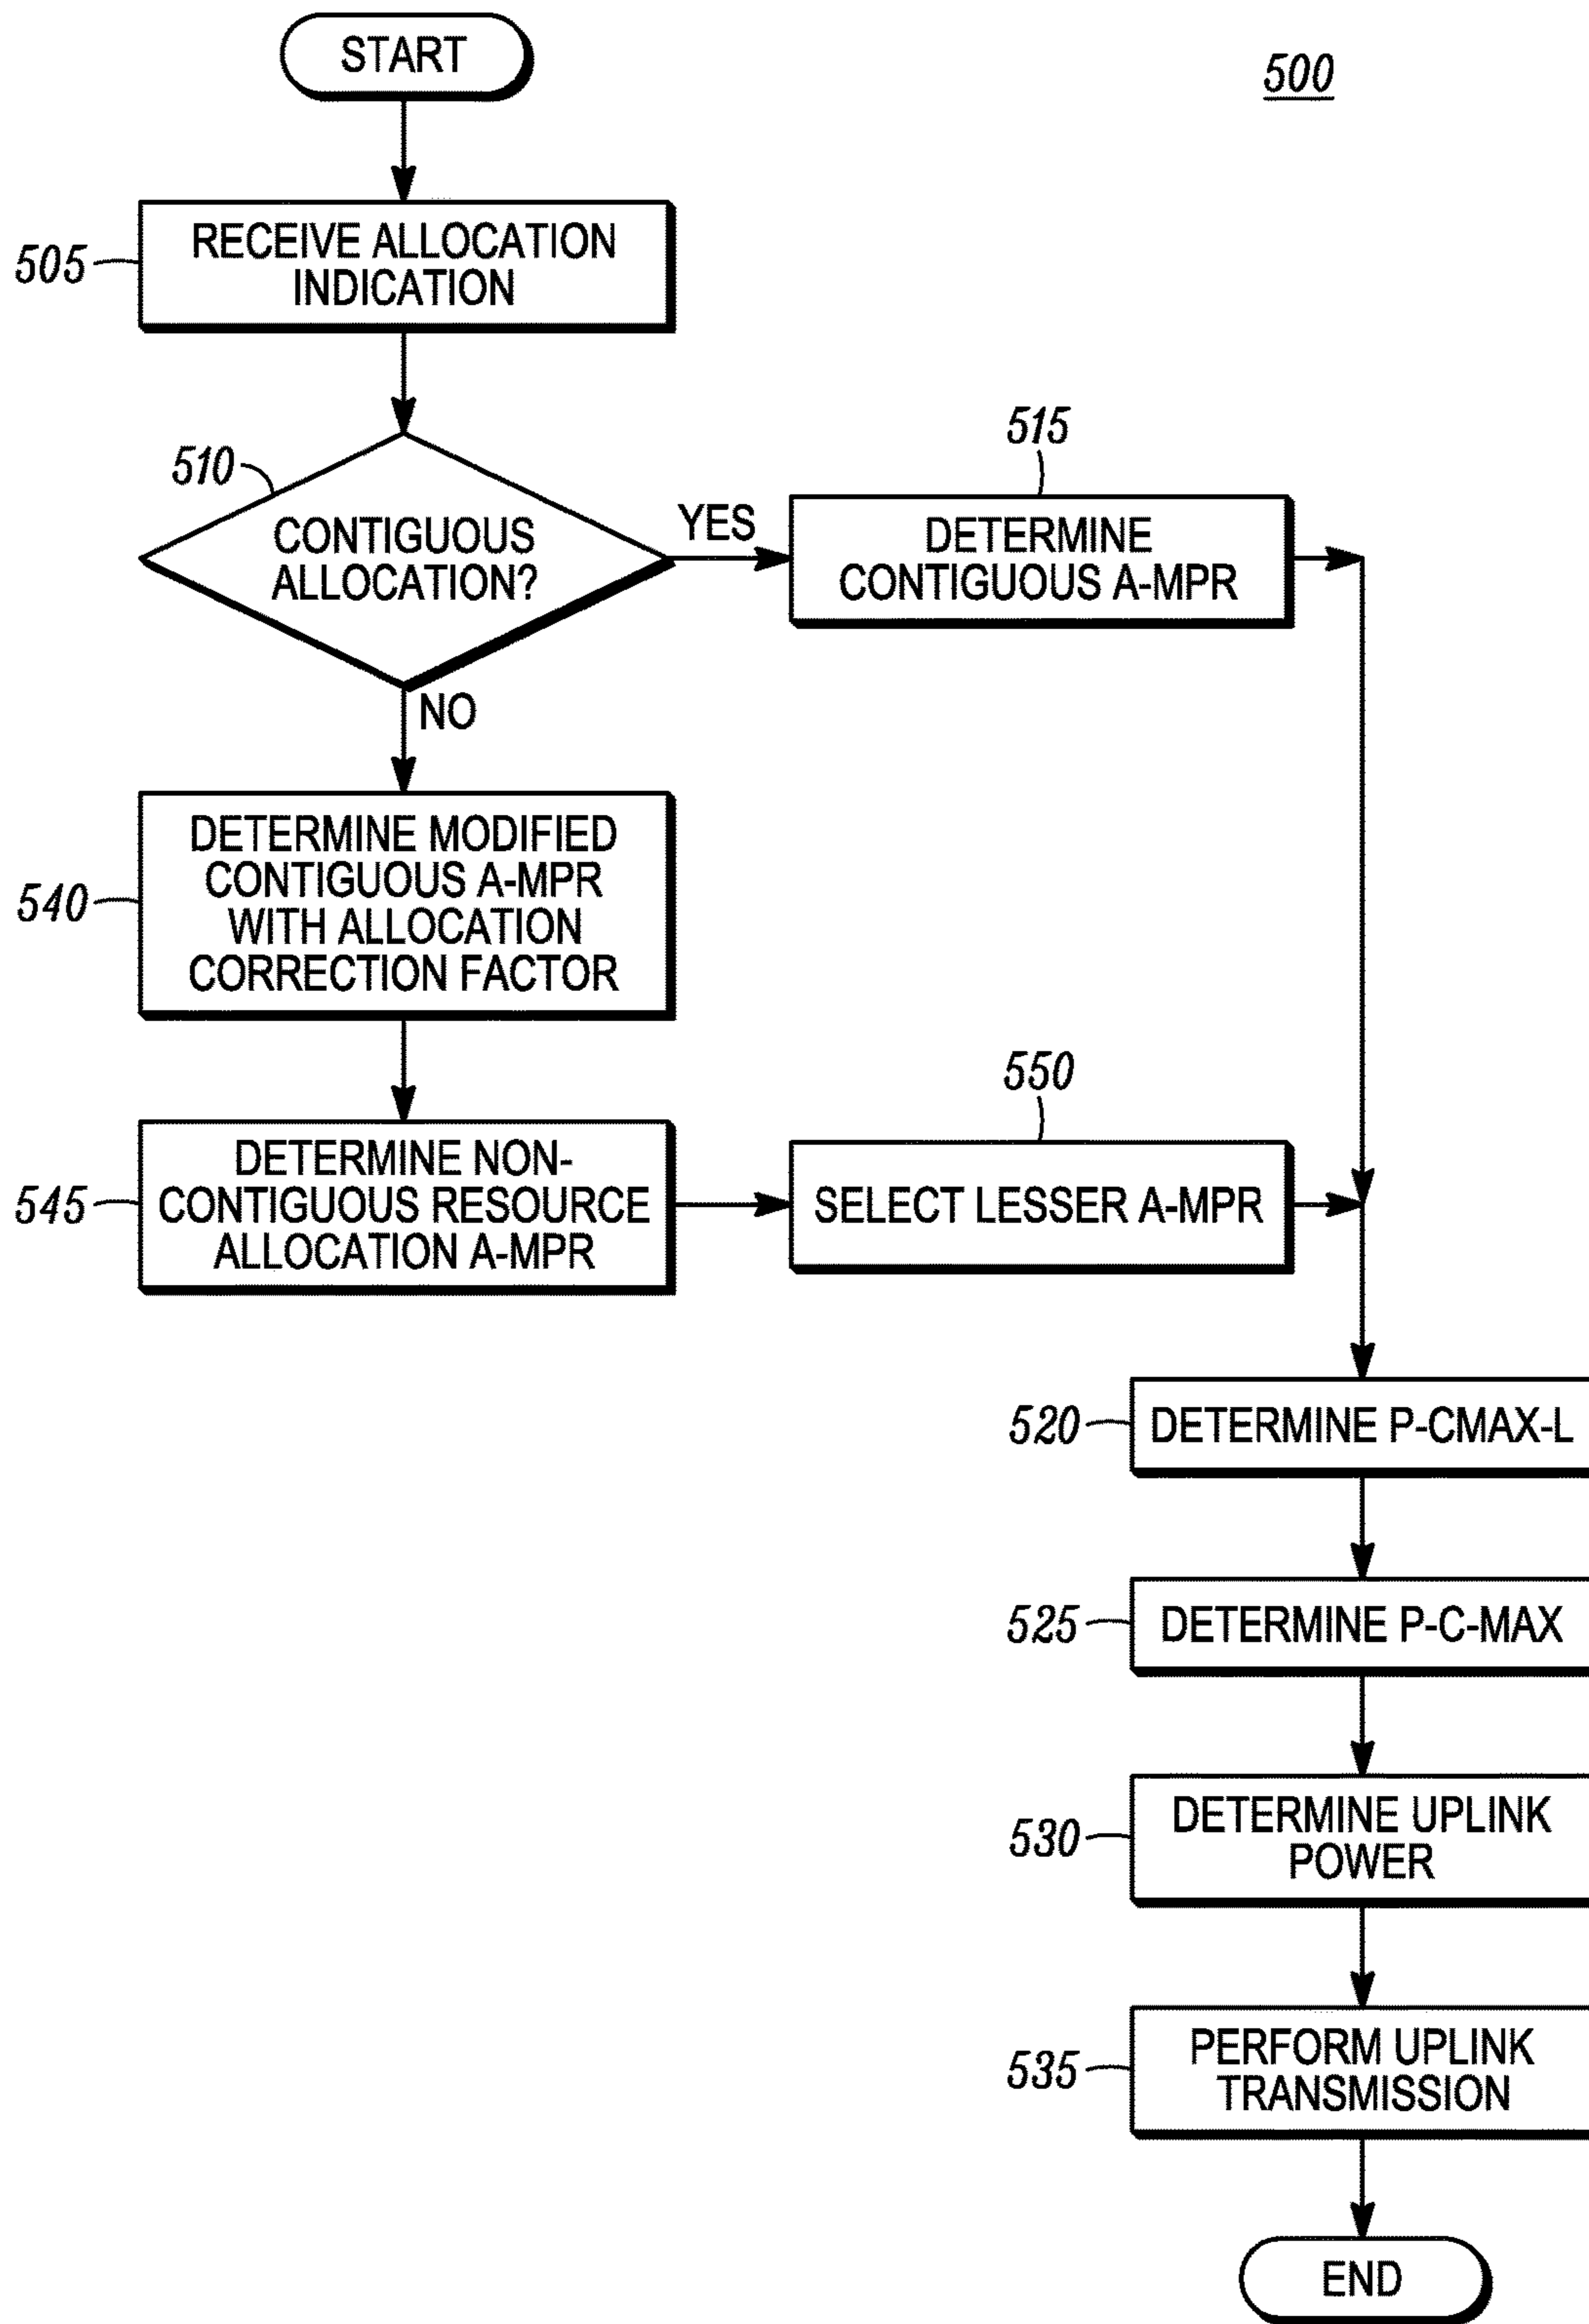 START
500
505
RECEIVE ALLOCATION
INDICATION
510
CONTIGUOUS
ALLOCATION?
YES
515
DETERMINE
CONTIGUOUS A-MPR
NO
540
DETERMINE MODIFIED
CONTIGUOUS A-MPR
WITH ALLOCATION
CORRECTION FACTOR
545
DETERMINE NON-
CONTIGUOUS RESOURCE
ALLOCATION A-MPR
550
SELECT LESSER A-MPR
520
DETERMINE P-CMAX-L
525
DETERMINE P-C-MAX
530
DETERMINE UPLINK
POWER
535
PERFORM UPLINK
TRANSMISSION
END